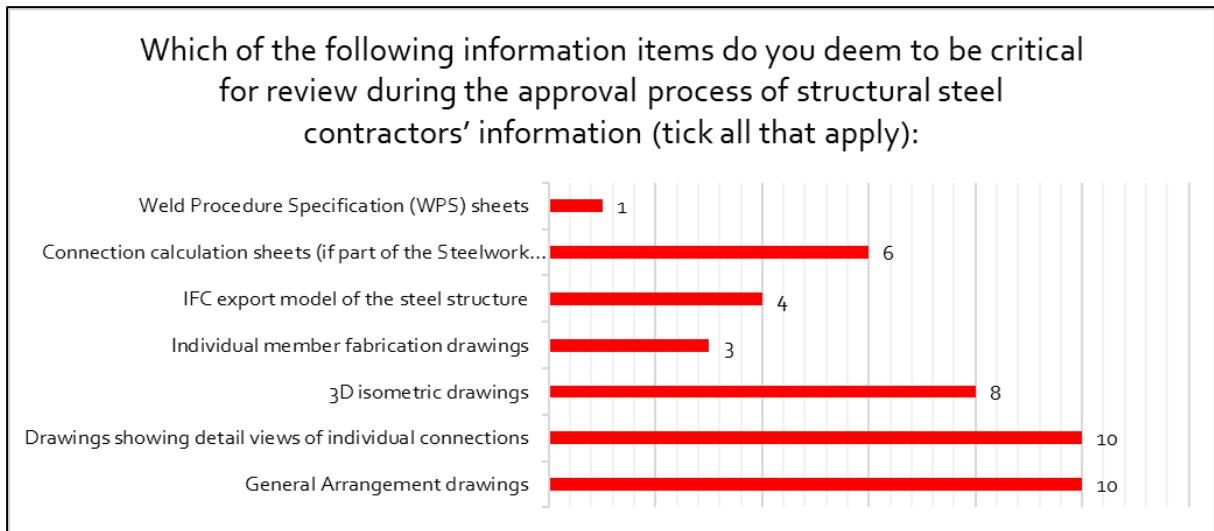 Which of the following information items do you deem to be critical
for review during the approval process of structural steel
contractors’ information (tick all that apply):
Weld Procedure Specification (WPS) sheets 1
Connection calculation sheets (if part of the Steelwork... 6
IFC export model of the steel structure 4
Individual member fabrication drawings 3
3D isometric drawings 8
Drawings showing detail views of individual connections 10
General Arrangement drawings 10